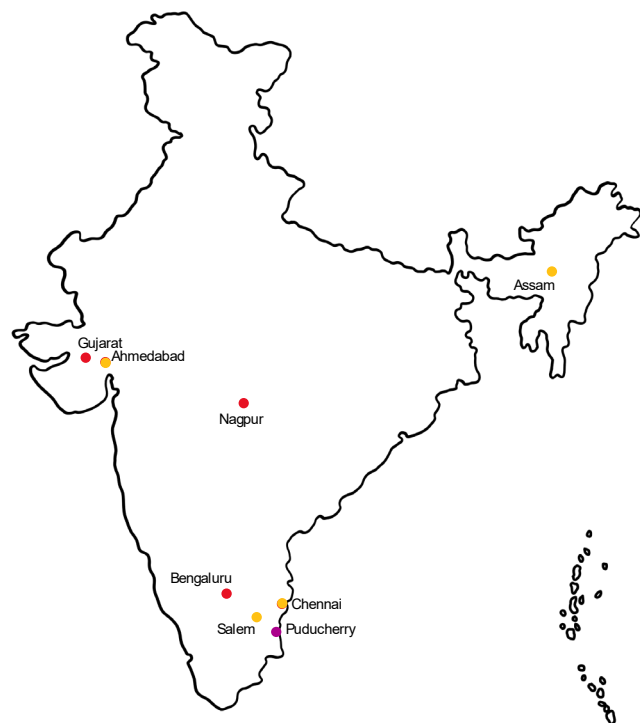 Assam
Gujarat
Ahmedabad
Nagpur
Bengaluru
Chennai
Salem
Puducherry